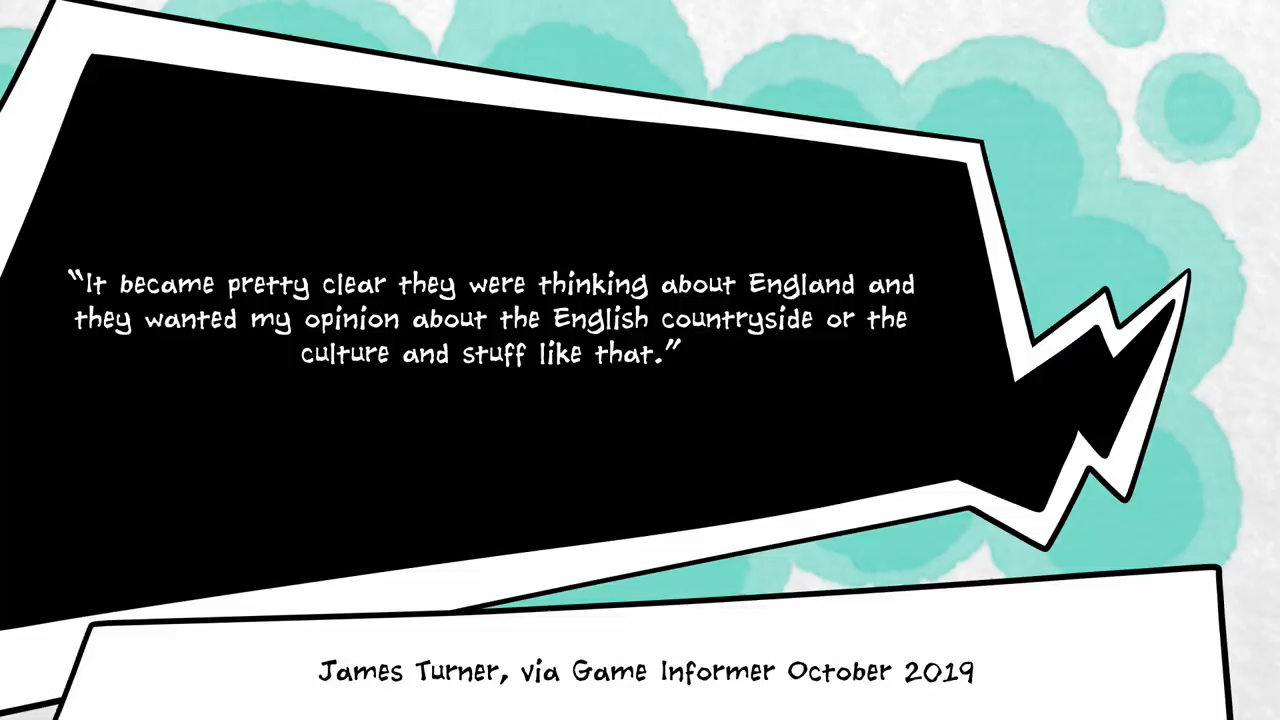 “It became pretty clear they were thinking about England and
they wanted my opinion about the English countryside or the
culture and stuff like that.”
James Turner, via Game Informer October 2019